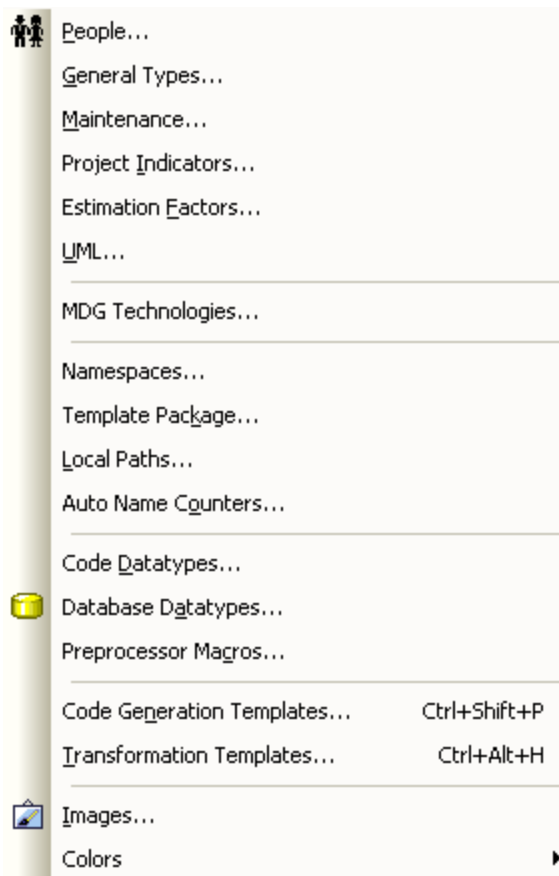 People...
General Types...
Maintenance...
Project Indicators...
Estimation Factors...
UML...
MDG Technologies...
Namespaces...
Template Package...
Local Paths...
Auto Name Counters...
Code Datatypes...
Database Datatypes...
Preprocessor Macros...
Code Generation Templates... Ctrl+Shift+P
Transformation Templates... Ctrl+Alt+H
Images...
Colors